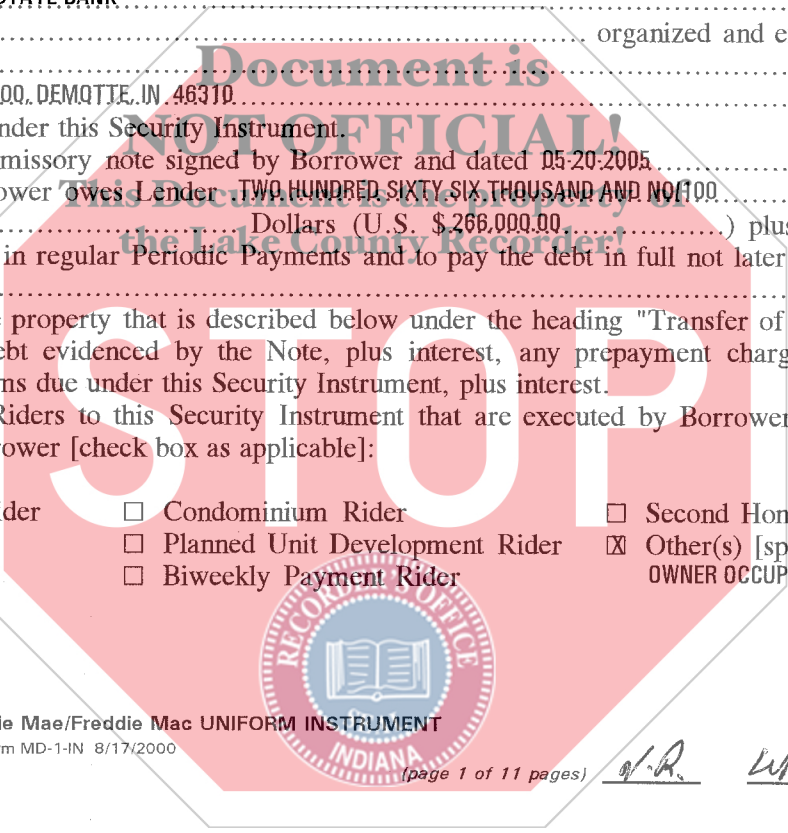 STATE BANK
organized and e
Document is
00, DEMOTTE, IN 46310
NOT OFFICIAL!
nder this Security Instrument.
missory note signed by Borrower and dated 05-20-2005
ower owes Lender TWO HUNDRED SIXTY SIX THOUSAND AND NO/100
This Document is the property of
Dollars (U.S. $ 266,000.00 ) plus
the Lake County Recorder!
in regular Periodic Payments and to pay the debt in full not later
STOP
property that is described below under the heading "Transfer of
ebt evidenced by the Note, plus interest, any prepayment charg
ns due under this Security Instrument, plus interest.
Riders to this Security Instrument that are executed by Borrower
rower [check box as applicable]:
ider ☐ Condominium Rider ☐ Second Hom
☐ Planned Unit Development Rider ☒ Other(s) [sp
☐ Biweekly Payment Rider OWNER OCCUP
RECORDER'S OFFICE
INDIANA
ie Mae/Freddie Mac UNIFORM INSTRUMENT
rm MD-1-IN 8/17/2000
(page 1 of 11 pages)